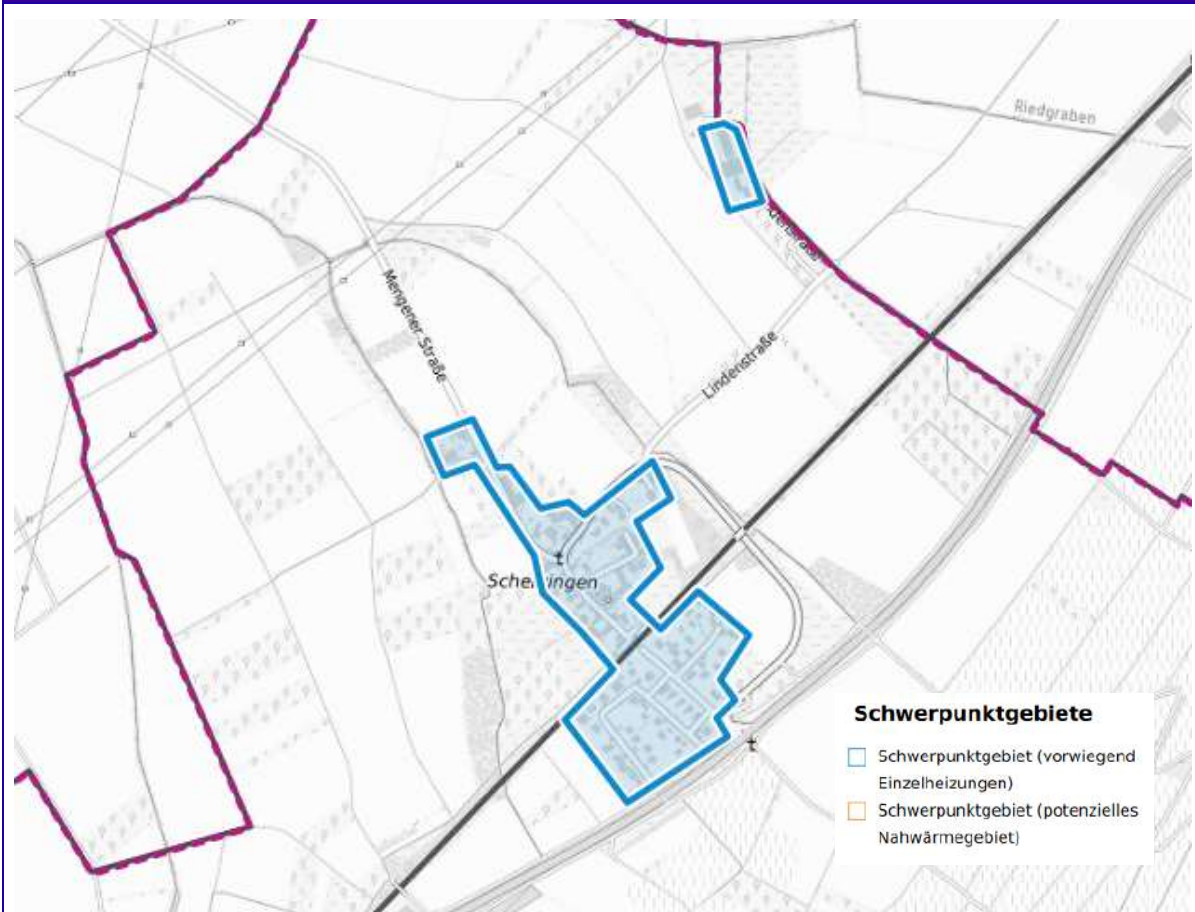 Riedgraben
Mengener Straße
Lindenstraße
Schwerpunktgebiete
Schwerpunktgebiet (vorwiegend
Einzelheizungen)
Schwerpunktgebiet (potenzielles
Nahwärmegebiet)